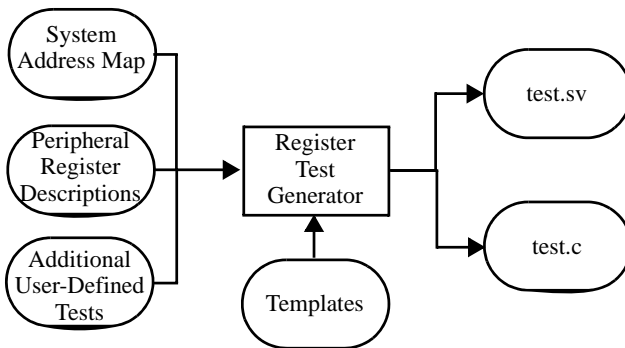 System
Address Map
Peripheral
Register
Descriptions
Additional
User-Defined
Tests
Register
Test
Generator
Templates
test.sv
test.c